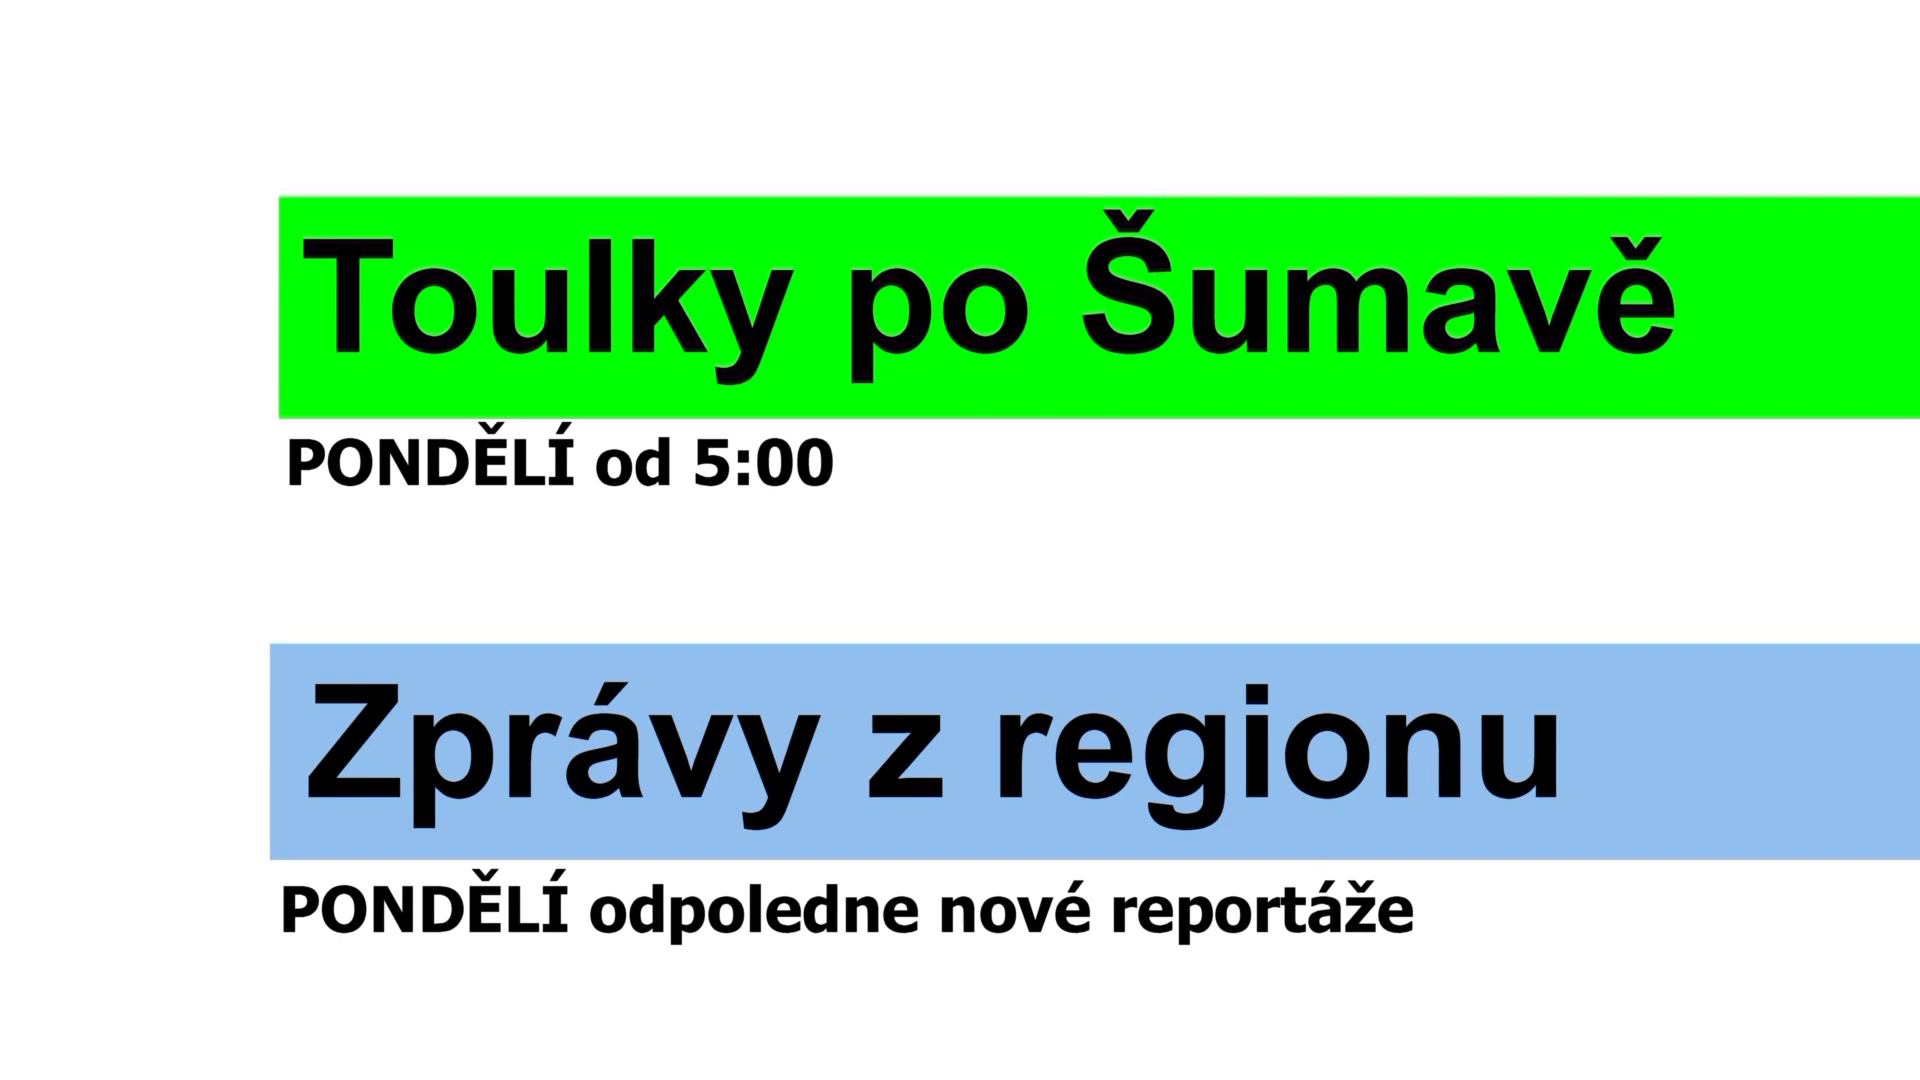 Toulky po Šumavě
PONDĚLÍ od 5:00
Zprávy z regionu
PONDĚLÍ odpoledne nové reportáže